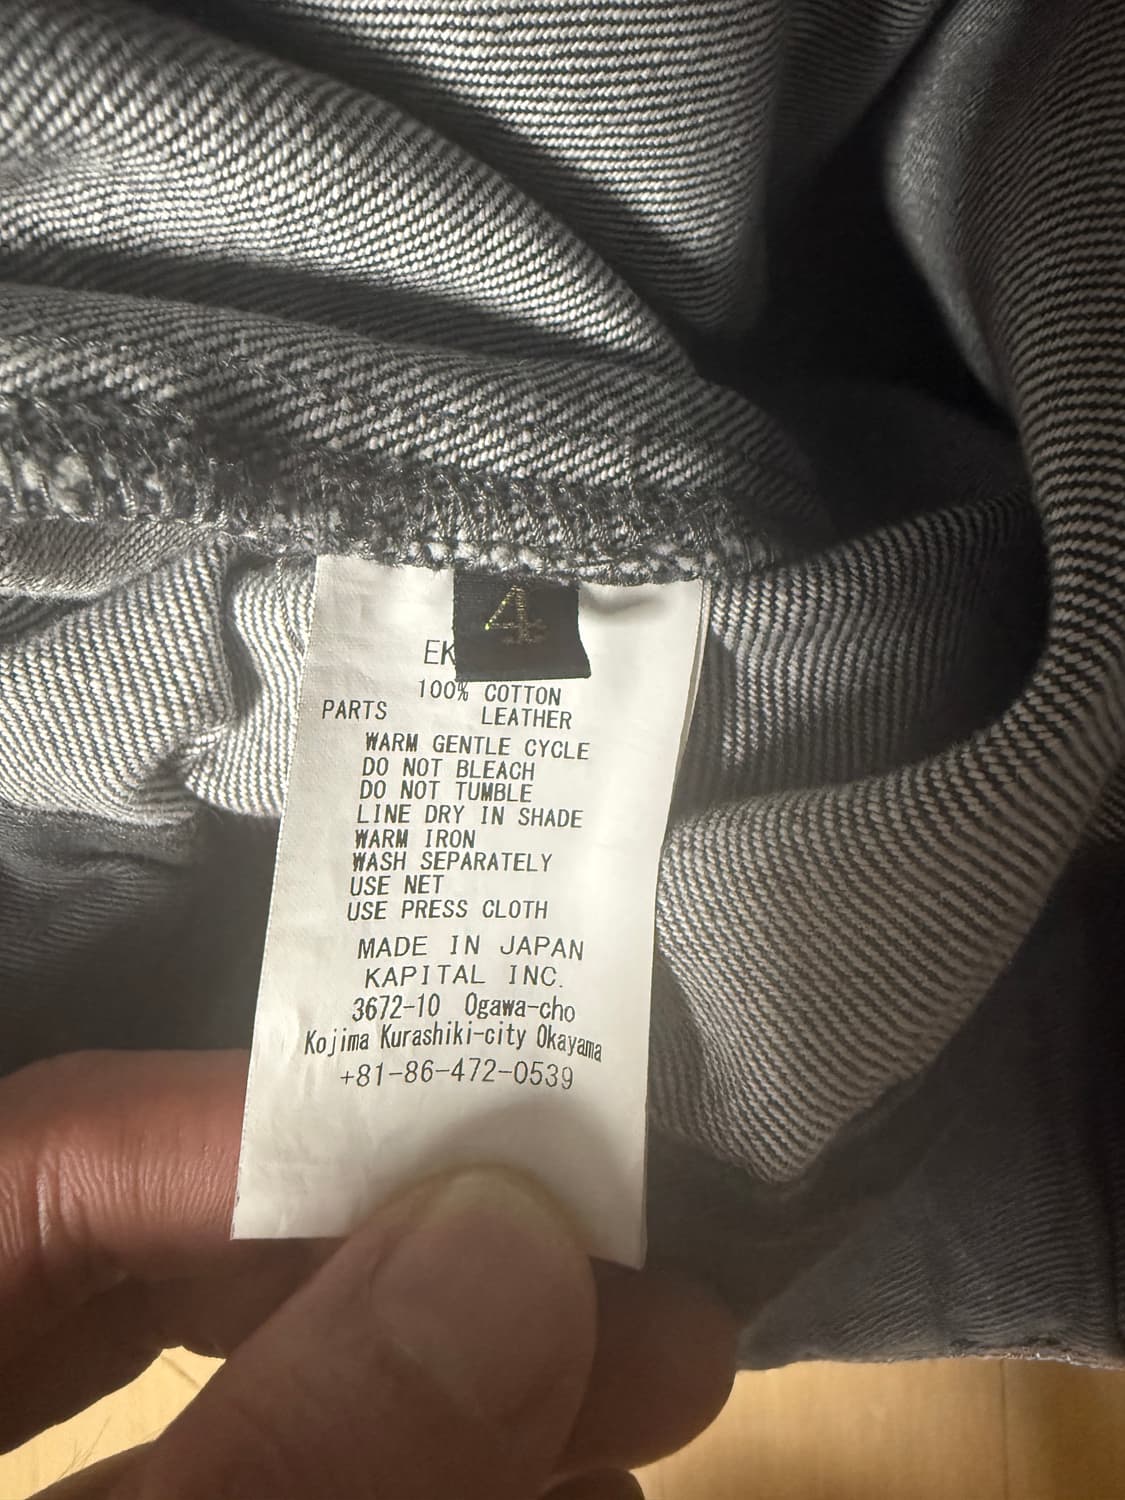 4
EK
100% COTTON
PARTS LEATHER
WARM GENTLE CYCLE
DO NOT BLEACH
DO NOT TUMBLE
LINE DRY IN SHADE
WARM IRON
WASH SEPARATELY
USE NET
USE PRESS CLOTH
MADE IN JAPAN
KAPITAL INC.
3672-10 Ogawa-cho
Kojima Kurashiki-city Okayama
+81-86-472-0539